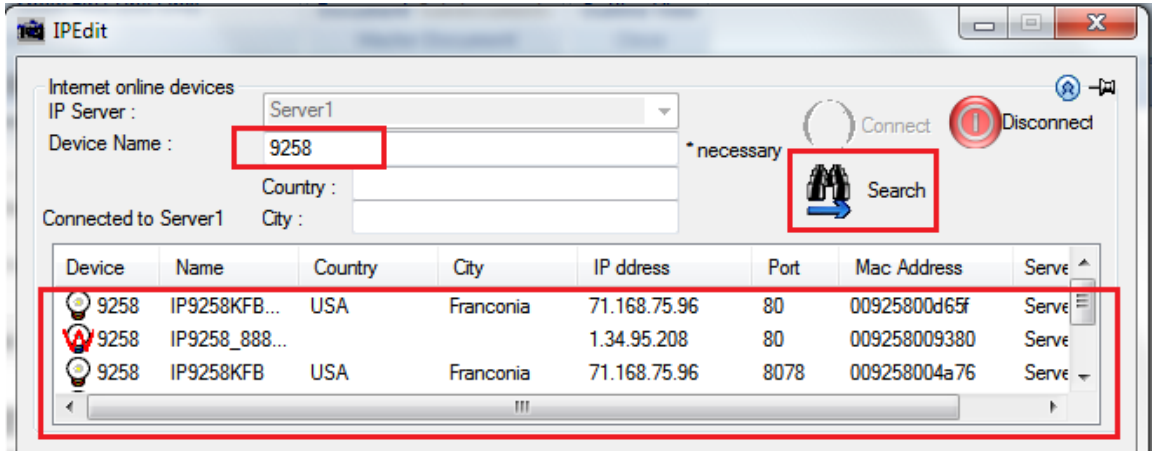 IPEdit
Internet online devices
IP Server : Server1
Connect Disconnect
Device Name : 9258 * necessary
Country : Search
Connected to Server1 City :
Device Name Country City IP ddress Port Mac Address Serve
9258 IP9258KFB... USA Franconia 71.168.75.96 80 00925800d65f Serve
9258 IP9258_888... 1.34.95.208 80 009258009380 Serve
9258 IP9258KFB USA Franconia 71.168.75.96 8078 009258004a76 Serve